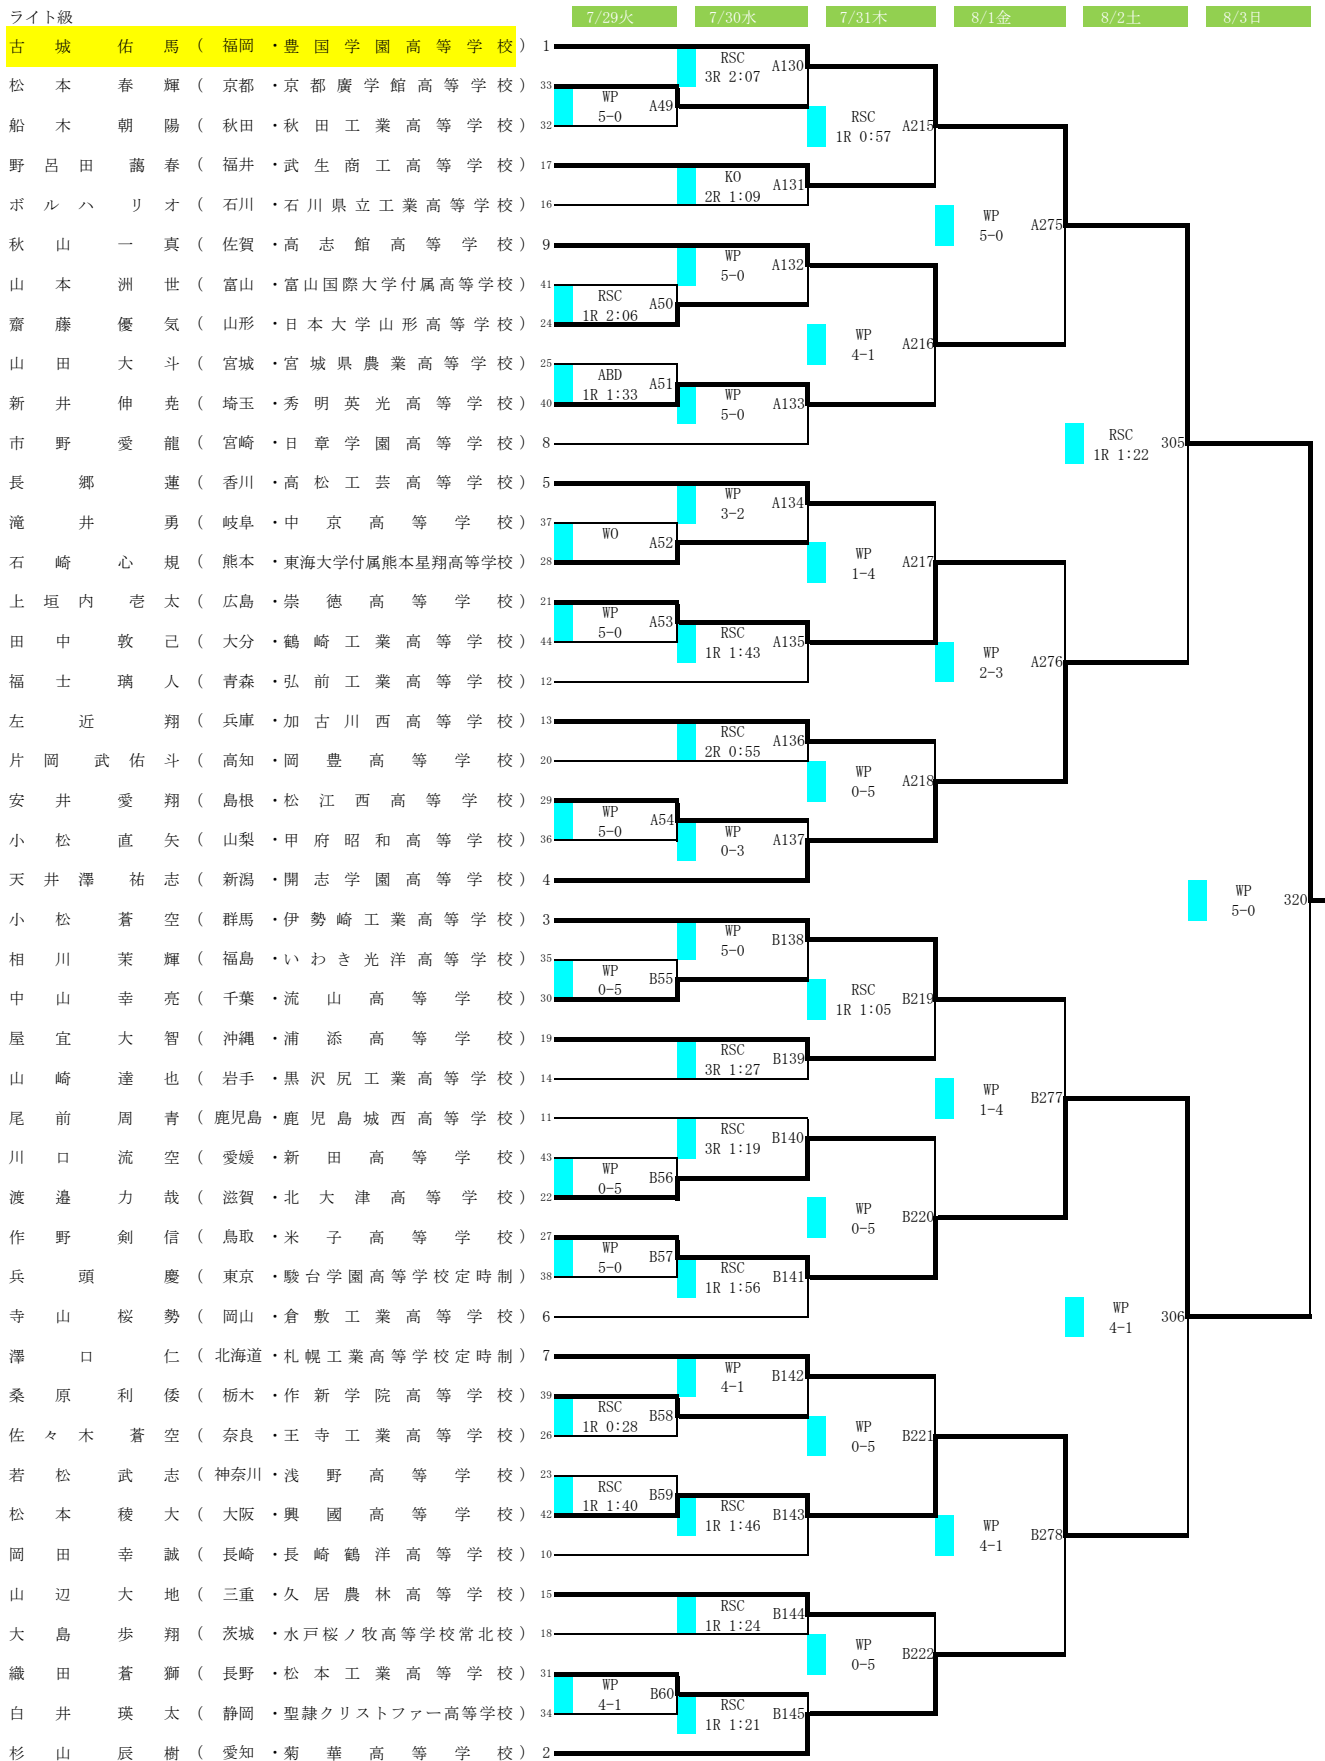 ライト級 7/29火 7/30水 7/31木 8/1金 8/2土 8/3日
古城佑馬 ( 福岡 ・ 豊国学園高等学校 ) 1
RSC
3R 2:07 A130
松本春輝 ( 京都 ・ 京都廣学館高等学校 ) 33
WP
5-0 A49
RSC
1R 0:57 A215
船木朝陽 ( 秋田 ・ 秋田工業高等学校 ) 32
野呂田藹春 ( 福井 ・ 武生商工高等学校 ) 17
KO
2R 1:09 A131
ボルハリオ ( 石川 ・ 石川県立工業高等学校 ) 16
WP
5-0 A275
秋山一真 ( 佐賀 ・ 高志館高等学校 ) 9
WP
5-0 A132
山本洲世 ( 富山 ・ 富山国際大学付属高等学校 ) 41
RSC
1R 2:06 A50
齋藤優気 ( 山形 ・ 日本大学山形高等学校 ) 24
WP
4-1 A216
山田大斗 ( 宮城 ・ 宮城県農業高等学校 ) 25
ABD
1R 1:33 A51
新井伸尭 ( 埼玉 ・ 秀明英光高等学校 ) 40
WP
5-0 A133
市野愛龍 ( 宮崎 ・ 日章学園高等学校 ) 8
RSC
1R 1:22 305
長郷蓮 ( 香川 ・ 高松工芸高等学校 ) 5
WP
3-2 A134
滝井勇 ( 岐阜 ・ 中京高等学校 ) 37
WO A52
石崎心規 ( 熊本 ・ 東海大学付属熊本星翔高等学校 ) 28
WP
1-4 A217
上垣内壱太 ( 広島 ・ 崇徳高等学校 ) 21
WP
5-0 A53
田中敦己 ( 大分 ・ 鶴崎工業高等学校 ) 44
RSC
1R 1:43 A135
WP
2-3 A276
福士璃人 ( 青森 ・ 弘前工業高等学校 ) 12
左近翔 ( 兵庫 ・ 加古川西高等学校 ) 13
RSC
2R 0:55 A136
片岡武佑斗 ( 高知 ・ 岡豊高等学校 ) 20
WP
0-5 A218
安井愛翔 ( 島根 ・ 松江西高等学校 ) 29
WP
5-0 A54
小松直矢 ( 山梨 ・ 甲府昭和高等学校 ) 36
WP
0-3 A137
天井澤祐志 ( 新潟 ・ 開志学園高等学校 ) 4
WP
5-0 320
小松蒼空 ( 群馬 ・ 伊勢崎工業高等学校 ) 3
WP
5-0 B138
相川茉輝 ( 福島 ・ いわき光洋高等学校 ) 35
WP
0-5 B55
中山幸亮 ( 千葉 ・ 流山高等学校 ) 30
RSC
1R 1:05 B219
屋宜大智 ( 沖縄 ・ 浦添高等学校 ) 19
RSC
3R 1:27 B139
山崎達也 ( 岩手 ・ 黒沢尻工業高等学校 ) 14
WP
1-4 B277
尾前周青 ( 鹿児島 ・ 鹿児島城西高等学校 ) 11
RSC
3R 1:19 B140
川口流空 ( 愛媛 ・ 新田高等学校 ) 43
WP
0-5 B56
渡邉力哉 ( 滋賀 ・ 北大津高等学校 ) 22
WP
0-5 B220
作野剣信 ( 鳥取 ・ 米子高等学校 ) 27
WP
5-0 B57
兵頭慶 ( 東京 ・ 駿台学園高等学校定時制 ) 38
RSC
1R 1:56 B141
寺山桜勢 ( 岡山 ・ 倉敷工業高等学校 ) 6
WP
4-1 306
澤口仁 ( 北海道 ・ 札幌工業高等学校定時制 ) 7
WP
4-1 B142
桑原利倭 ( 栃木 ・ 作新学院高等学校 ) 39
RSC
1R 0:28 B58
佐々木蒼空 ( 奈良 ・ 王寺工業高等学校 ) 26
WP
0-5 B221
若松武志 ( 神奈川 ・ 浅野高等学校 ) 23
RSC
1R 1:40 B59
松本稜大 ( 大阪 ・ 興國高等学校 ) 42
RSC
1R 1:46 B143
WP
4-1 B278
岡田幸誠 ( 長崎 ・ 長崎鶴洋高等学校 ) 10
山辺大地 ( 三重 ・ 久居農林高等学校 ) 15
RSC
1R 1:24 B144
大島歩翔 ( 茨城 ・ 水戸桜ノ牧高等学校常北校 ) 18
WP
0-5 B222
織田蒼獅 ( 長野 ・ 松本工業高等学校 ) 31
WP
4-1 B60
白井瑛太 ( 静岡 ・ 聖隷クリストファー高等学校 ) 34
RSC
1R 1:21 B145
杉山辰樹 ( 愛知 ・ 菊華高等学校 ) 2